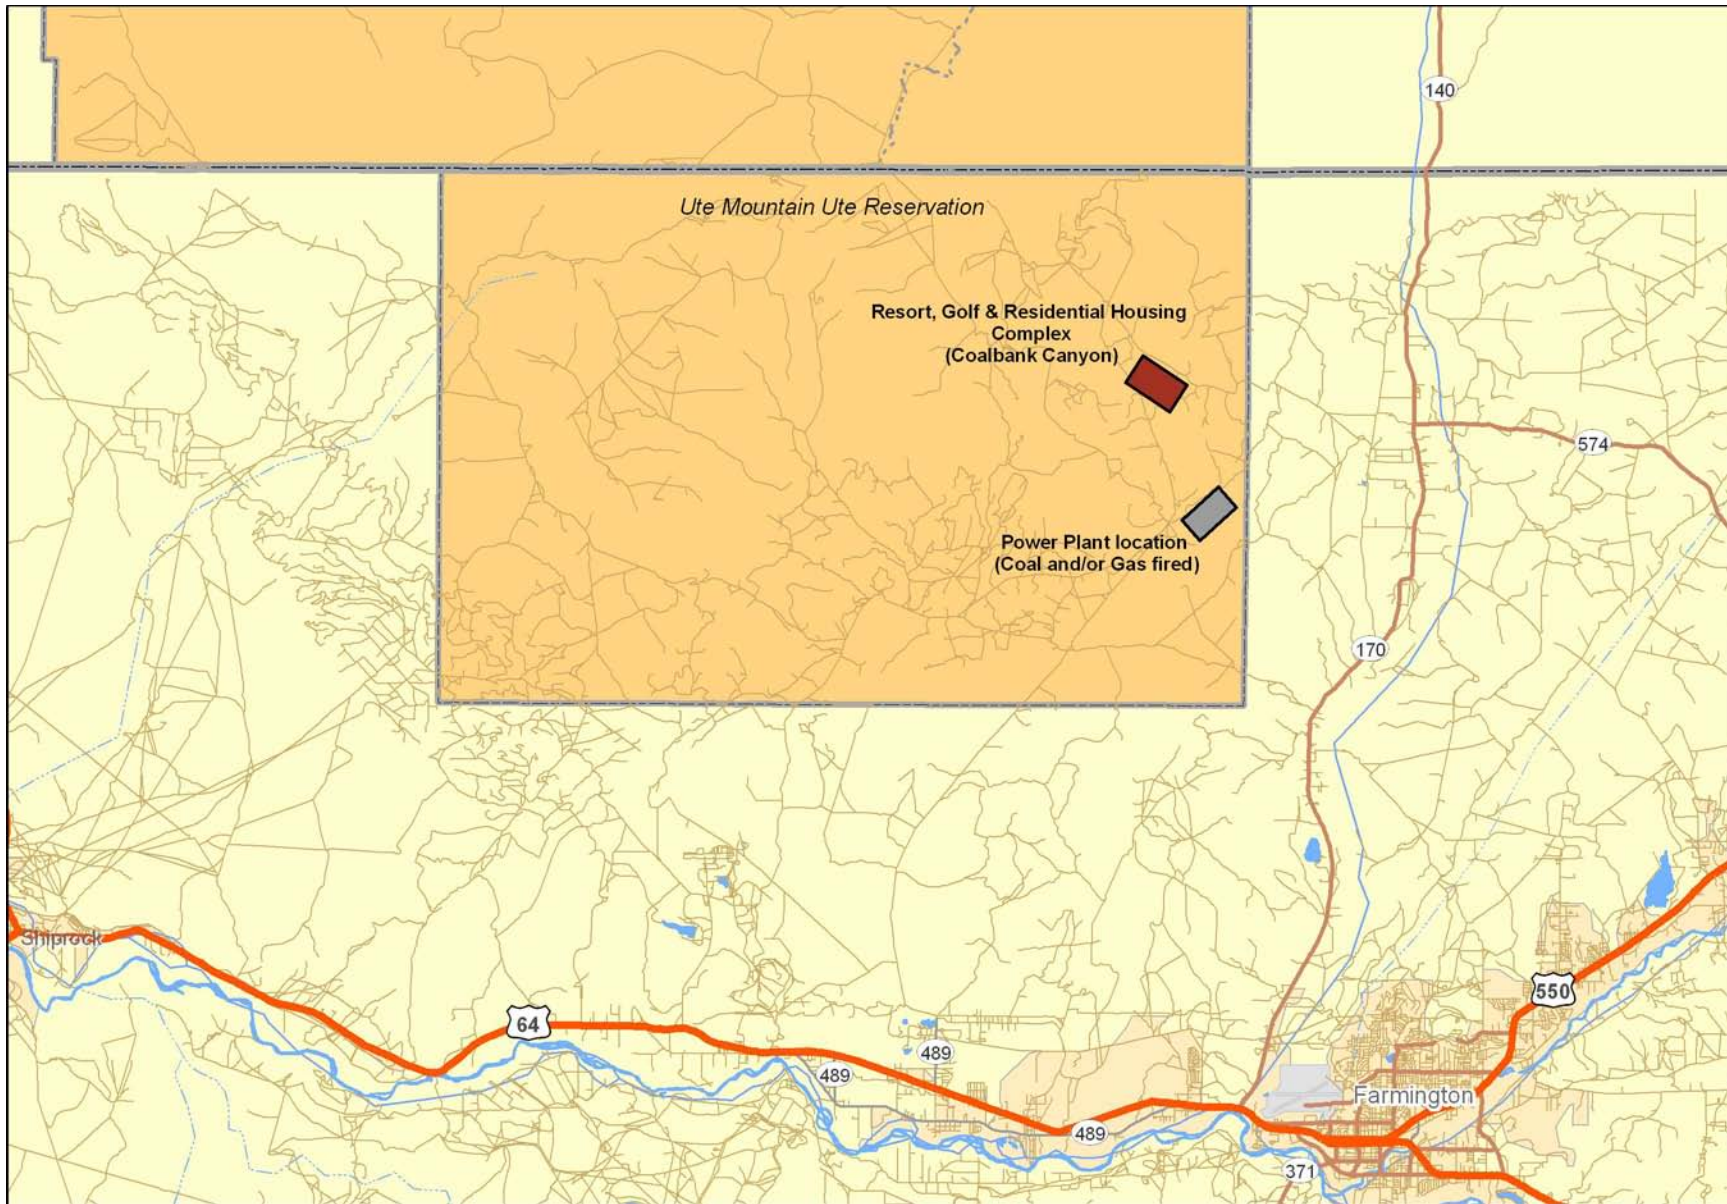 140
Ute Mountain Ute Reservation
Resort, Golf & Residential Housing
Complex
(Coalbank Canyon)
574
Power Plant location
(Coal and/or Gas fired)
170
Shiprock
550
64
489
489
Farmington
489
371